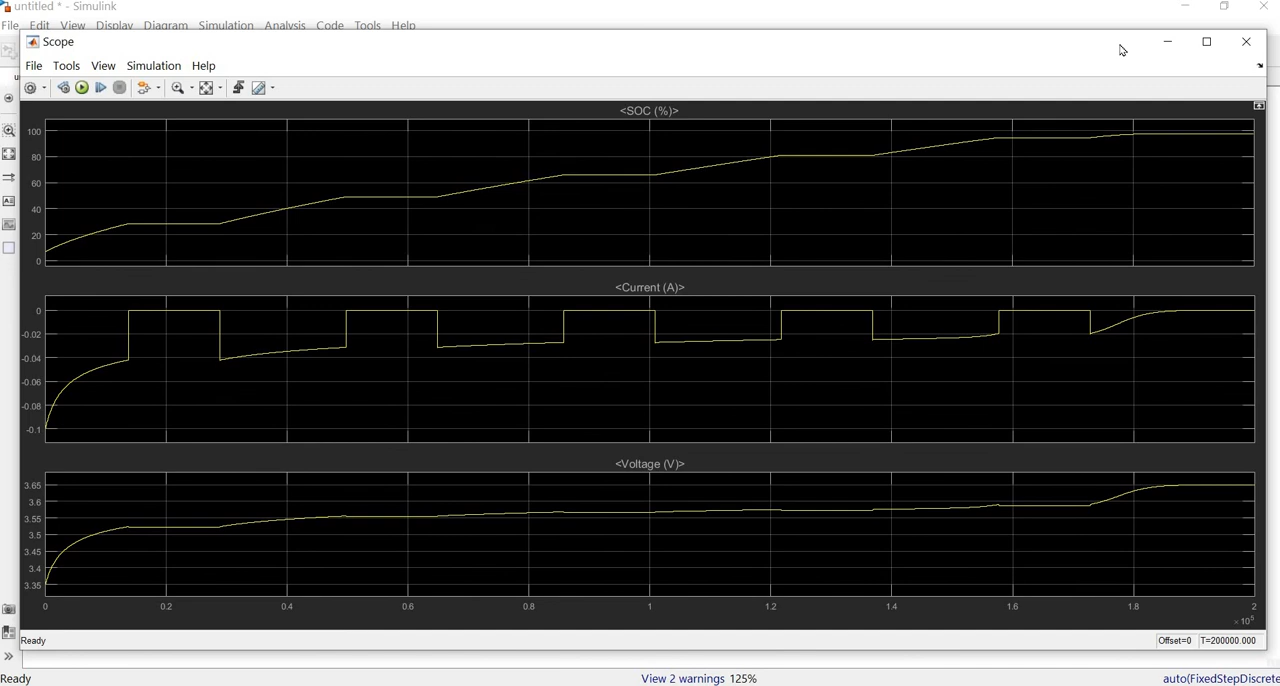 untitled * - Simulink
File Edit View Display Diagram Simulation Analysis Code Tools Help
Scope
File Tools View Simulation Help
<SOC (%)>
100
80
60
40
20
0
<Current (A)>
0
-0.02
-0.04
-0.06
-0.08
-0.1
<Voltage (V)>
3.65
3.6
3.55
3.5
3.45
3.4
3.35
0 0.2 0.4 0.6 0.8 1 1.2 1.4 1.6 1.8 2
×10⁵
Ready Offset=0 T=200000.000
Ready View 2 warnings 125% auto(FixedStepDiscrete